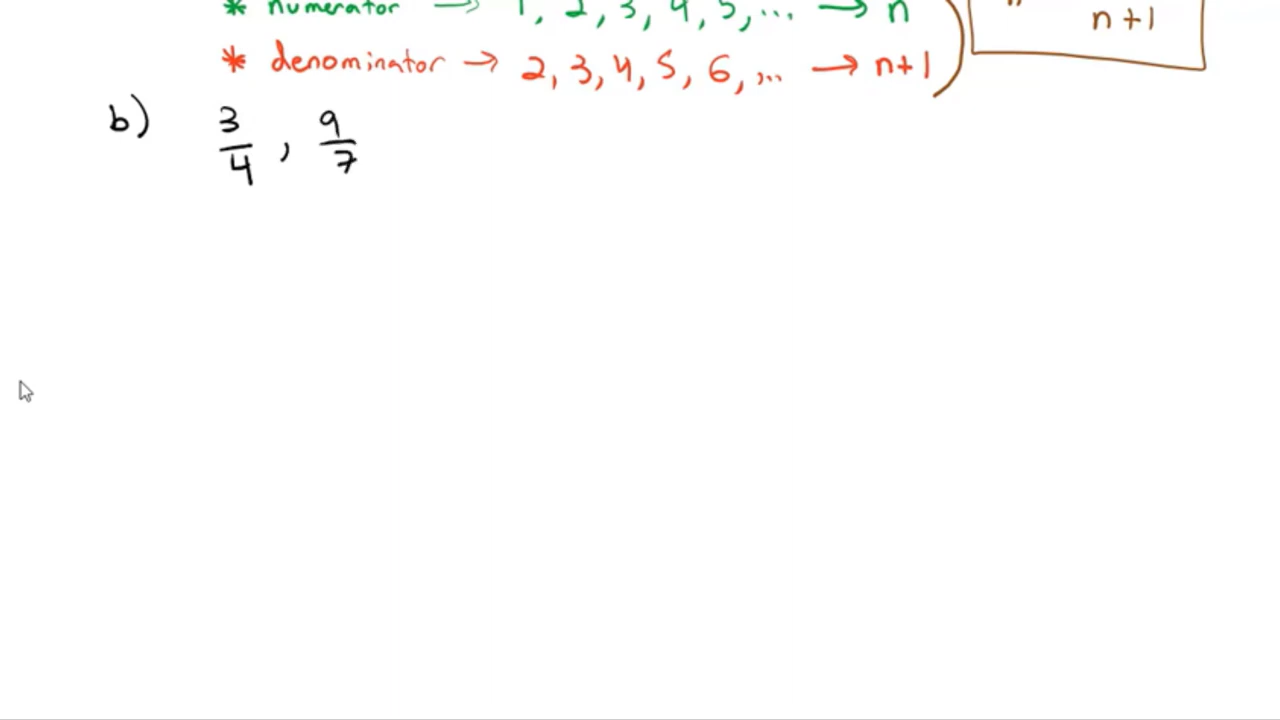 * numerator → 1, 2, 3, 4, 5, ... → n
* denominator → 2, 3, 4, 5, 6, ... → n+1
n+1
b) 3/4 , 9/7